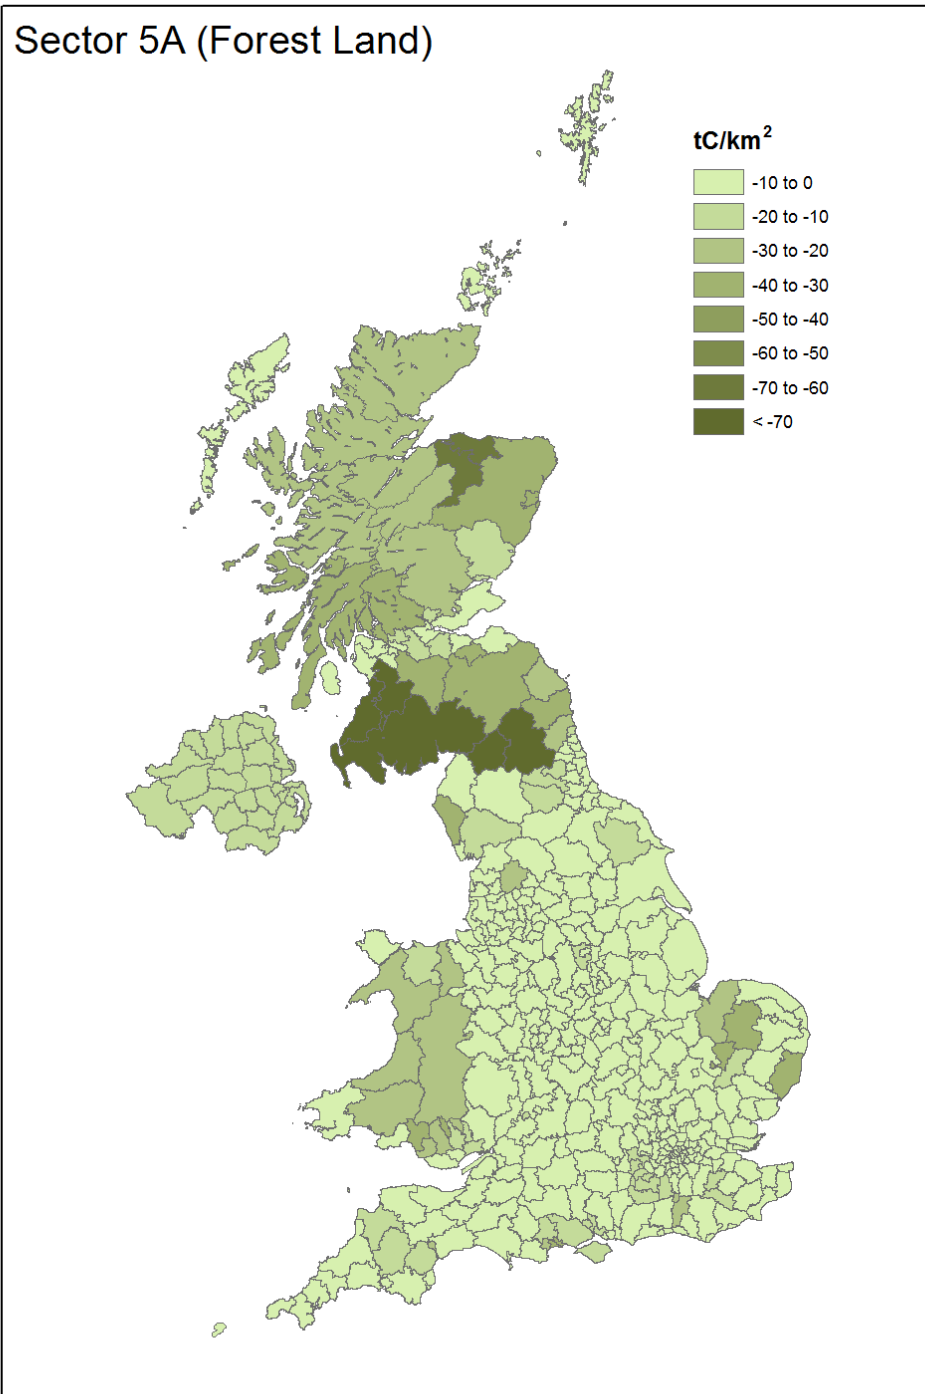 Sector 5A (Forest Land)
tC/km²
-10 to 0
-20 to -10
-30 to -20
-40 to -30
-50 to -40
-60 to -50
-70 to -60
< -70